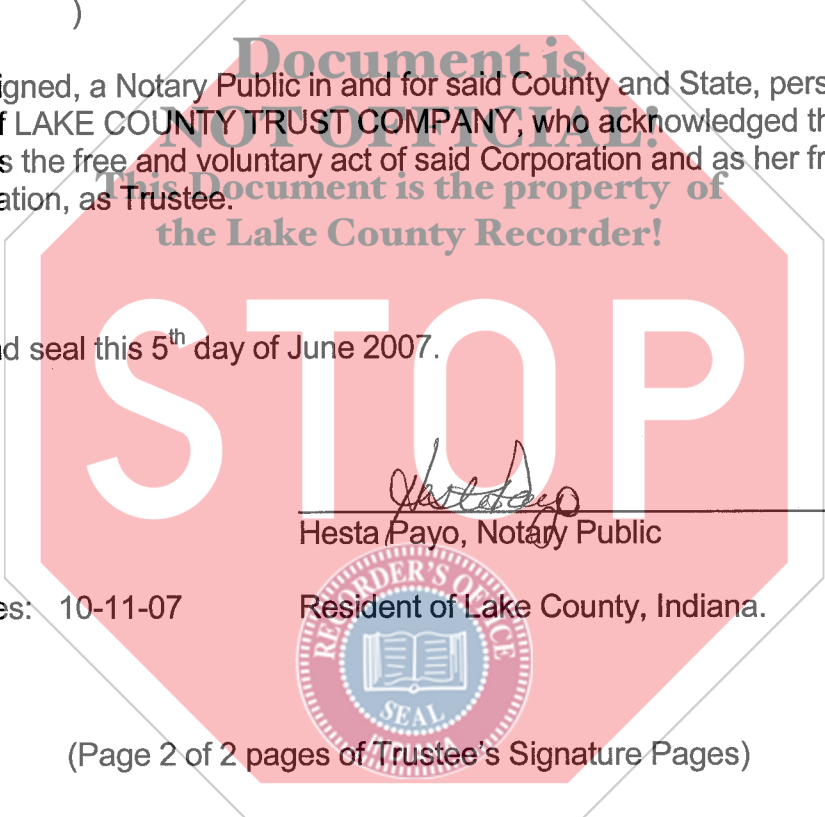 )
Document is
igned, a Notary Public in and for said County and State, pers
NOT OFFICIAL!
f LAKE COUNTY TRUST COMPANY, who acknowledged th
s the free and voluntary act of said Corporation and as her fr
This Document is the property of
ation, as Trustee.
the Lake County Recorder!
STOP
d seal this 5th day of June 2007.
Hesta Payo
Hesta Payo, Notary Public
es: 10-11-07 Resident of Lake County, Indiana.
RECORDER'S OFFICE
SEAL
(Page 2 of 2 pages of Trustee's Signature Pages)